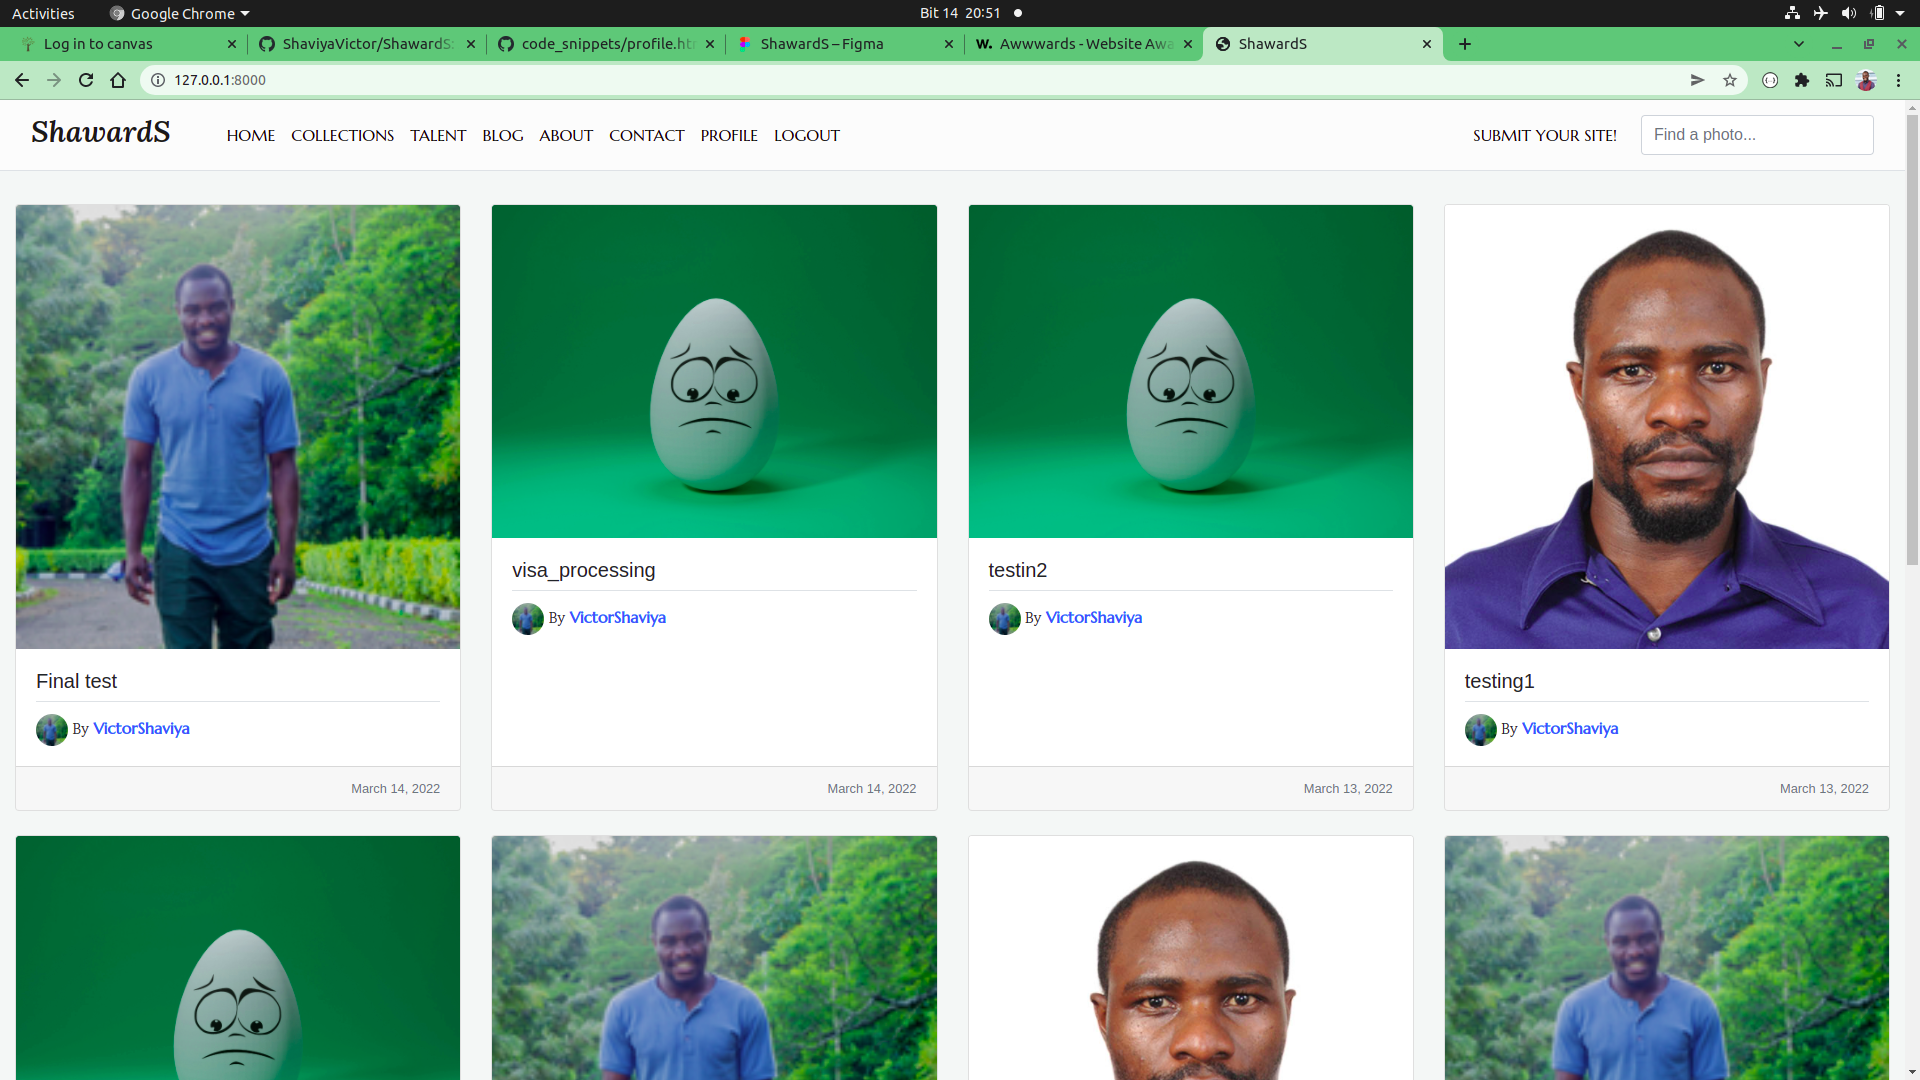 Activities Google Chrome Bit 14 20:51
Log in to canvas ShaviyaVictor/ShawardS: code_snippets/profile.ht ShawardS – Figma Awwwards - Website Awa ShawardS
127.0.0.1:8000
ShawardS HOME COLLECTIONS TALENT BLOG ABOUT CONTACT PROFILE LOGOUT SUBMIT YOUR SITE! Find a photo...
visa_processing
By VictorShaviya
testin2
By VictorShaviya
Final test
By VictorShaviya
testing1
By VictorShaviya
March 14, 2022
March 14, 2022
March 13, 2022
March 13, 2022